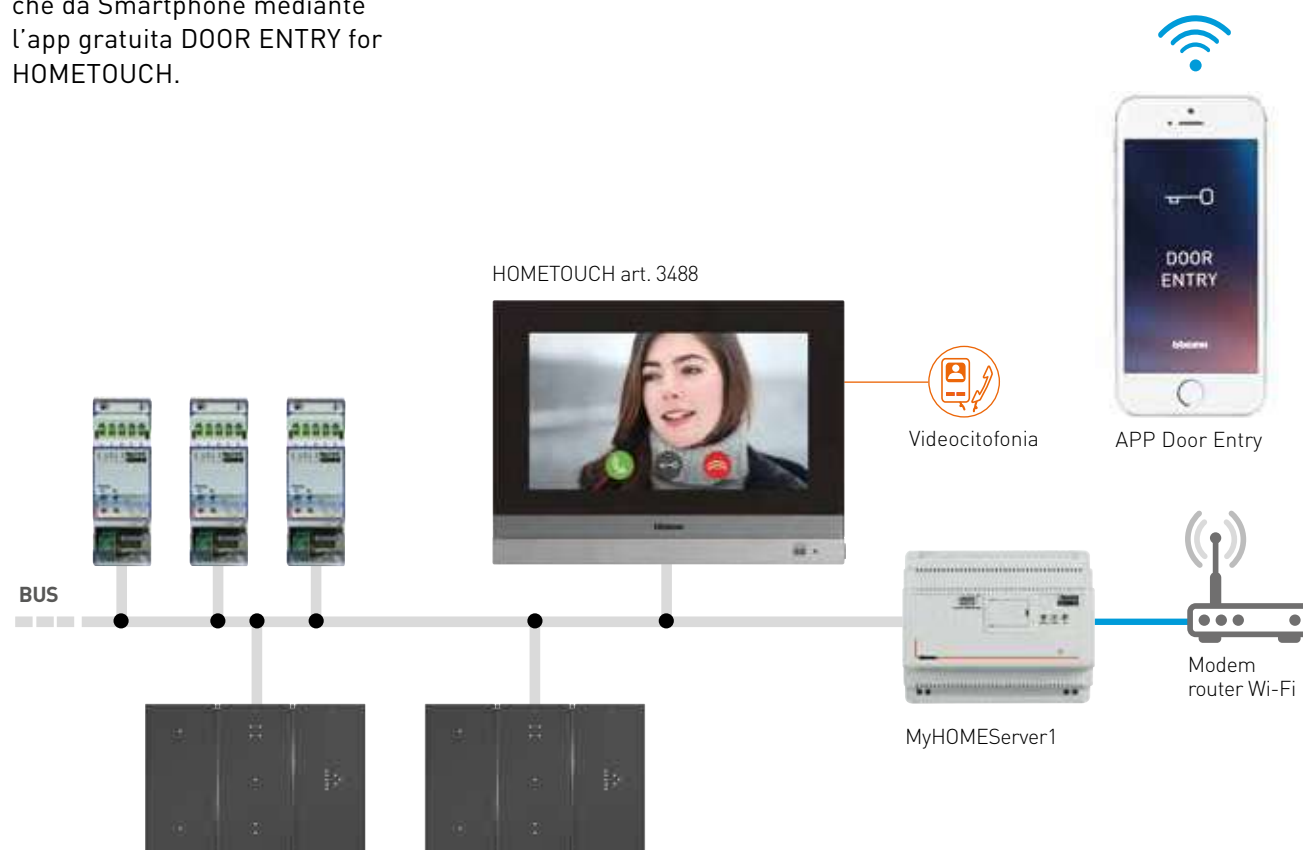 che da Smartphone mediante
l'app gratuita DOOR ENTRY for
HOMETOUCH.
DOOR
ENTRY
bticino
HOMETOUCH art. 3488
Videocitofonia
APP Door Entry
BUS
Modem
router Wi-Fi
MyHOMEServer1